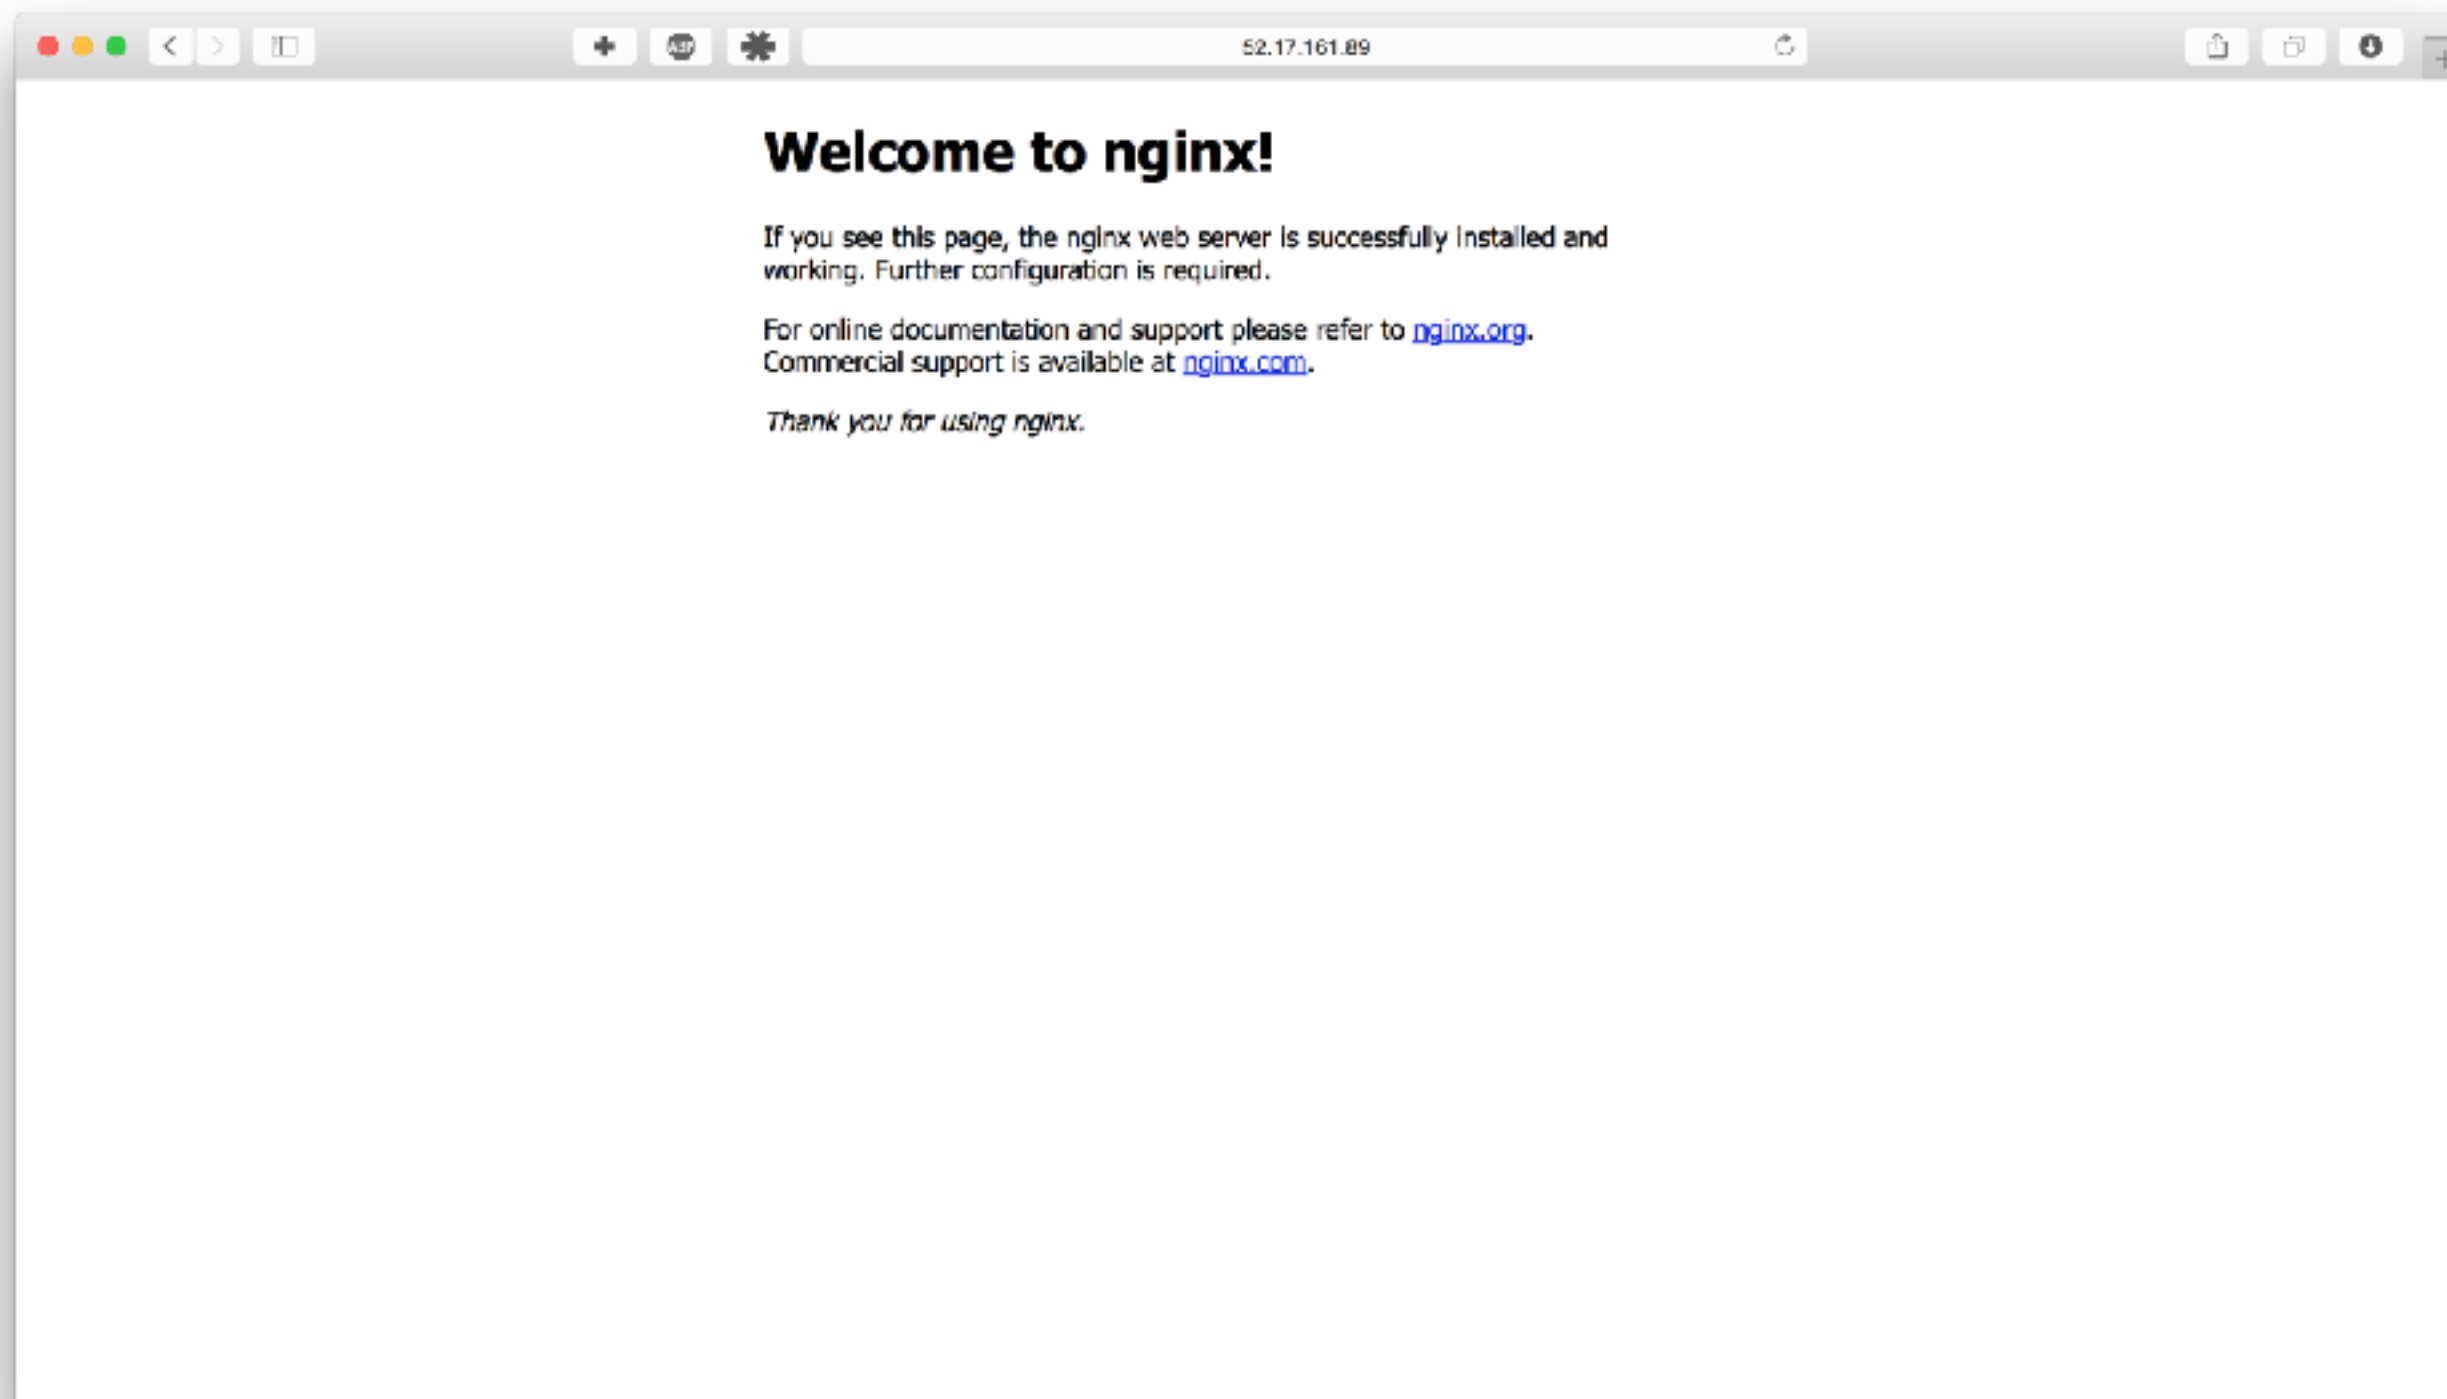 52.17.161.89
Welcome to nginx!
If you see this page, the nginx web server is successfully installed and
working. Further configuration is required.
For online documentation and support please refer to nginx.org.
Commercial support is available at nginx.com.
Thank you for using nginx.